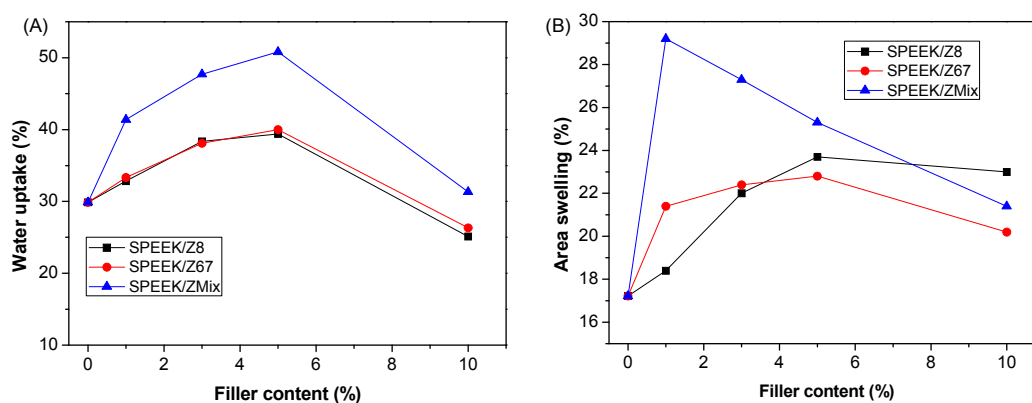 (A)
50
40
30
20
10
Water uptake (%)
SPEEK/Z8
SPEEK/Z67
SPEEK/ZMix
0
2
4
6
8
10
Filler content (%)
(B)
30
28
26
24
22
20
18
16
Area swelling (%)
SPEEK/Z8
SPEEK/Z67
SPEEK/ZMix
0
2
4
6
8
10
Filler content (%)